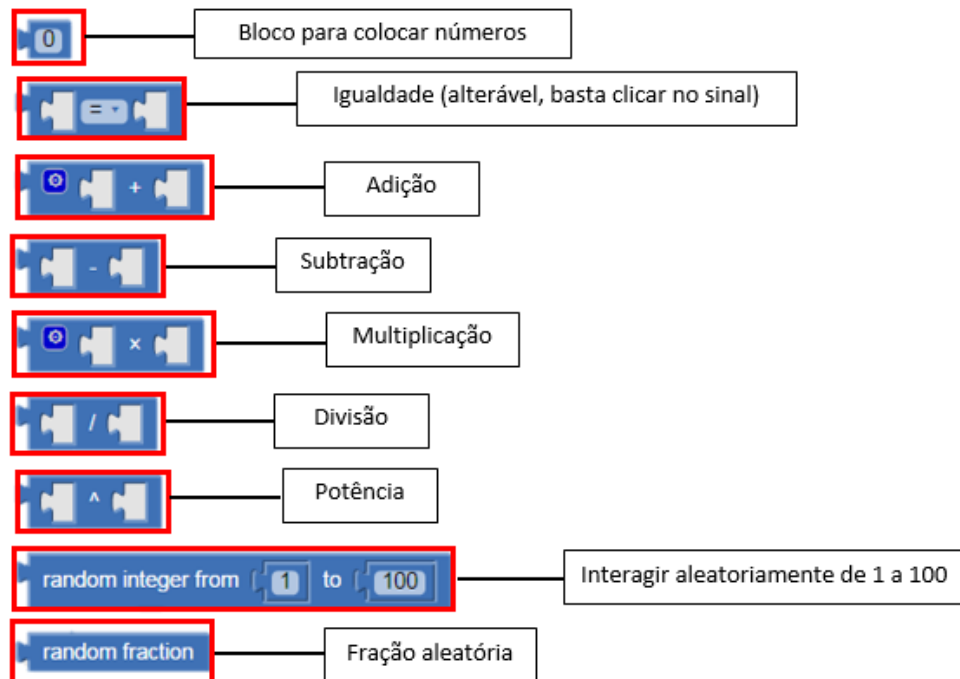 0 Bloco para colocar números
= Igualdade (alterável, basta clicar no sinal)
+ Adição
- Subtração
× Multiplicação
/ Divisão
^ Potência
random integer from 1 to 100 Interagir aleatoriamente de 1 a 100
random fraction Fração aleatória